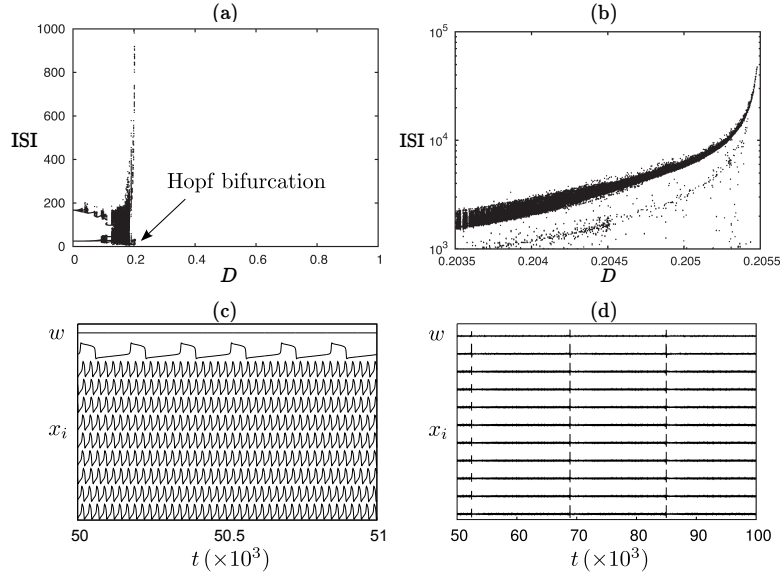 (a)
(b)
1000
800
600
400
200
0
ISI
Hopf bifurcation
0
0.2
0.4
0.6
0.8
1
D
10^5
10^4
10^3
ISI
0.2035
0.204
0.2045
0.205
0.2055
D
(c)
(d)
w
x_i
50
50.5
51
t (×10^3)
w
x_i
50
60
70
80
90
100
t (×10^3)